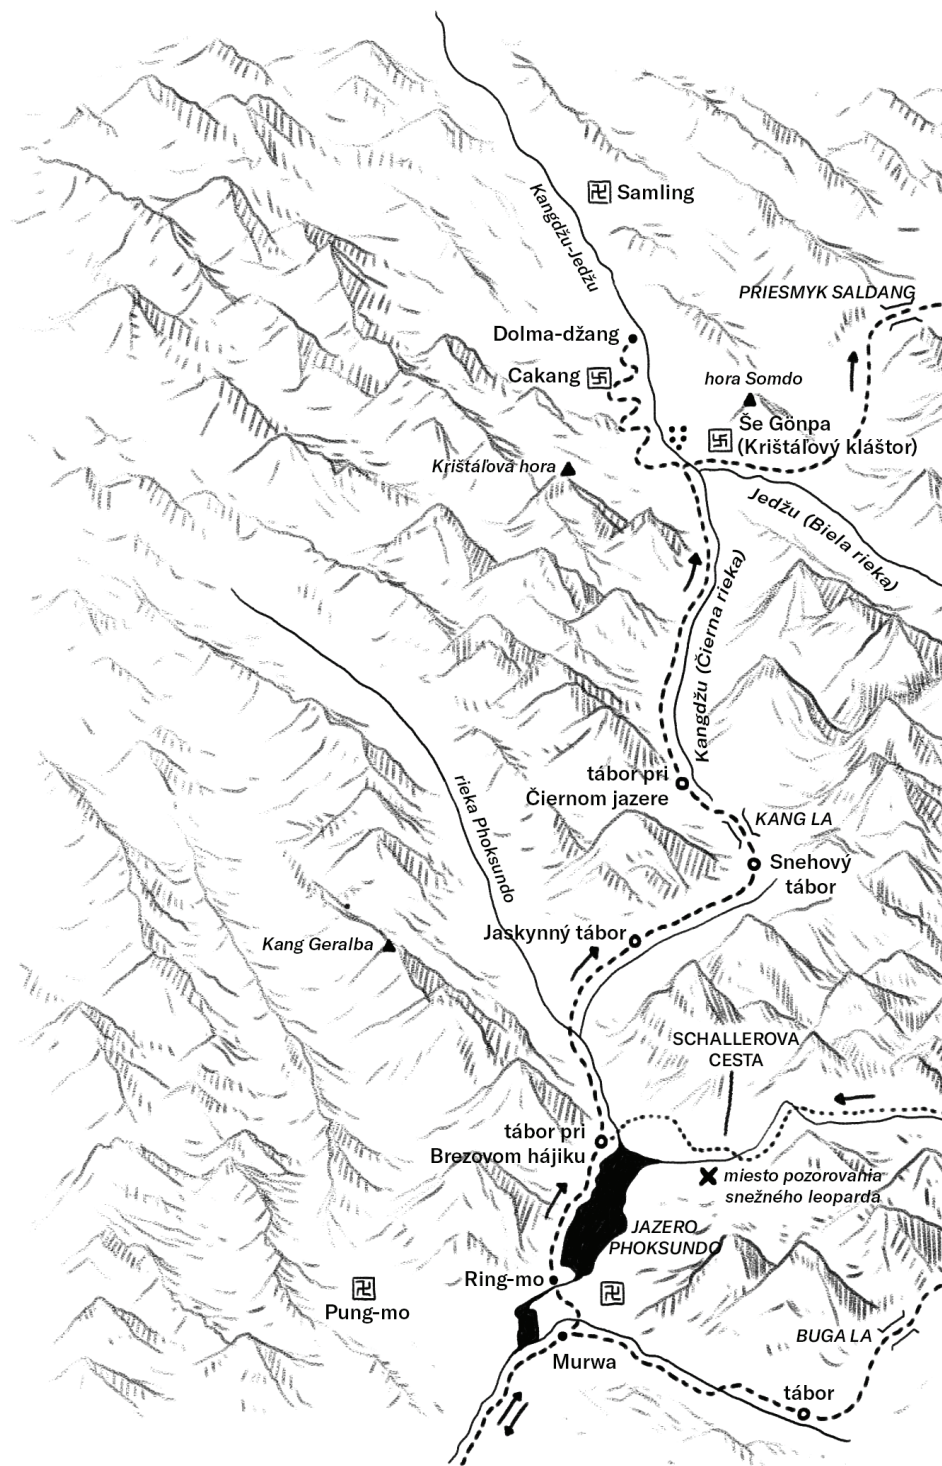 Kangdžu-Jedžu
Samling
PRIESMYK SALDANG
Dolma-džang
Cakang
hora Somdo
Še Gönpa
(Krištáľový kláštor)
Krištáľová hora
Jedžu (Biela rieka)
Kangdžu (Čierna rieka)
tábor pri
Čiernom jazere
rieka Phoksundo
KANG LA
Snehový
tábor
Jaskynný tábor
Kang Geralba
SCHALLEROVA
CESTA
tábor pri
Brezovom hájiku
miesto pozorovania
snežného leoparda
JAZERO
PHOKSUNDO
Ring-mo
Pung-mo
BUGA LA
Murwa
tábor